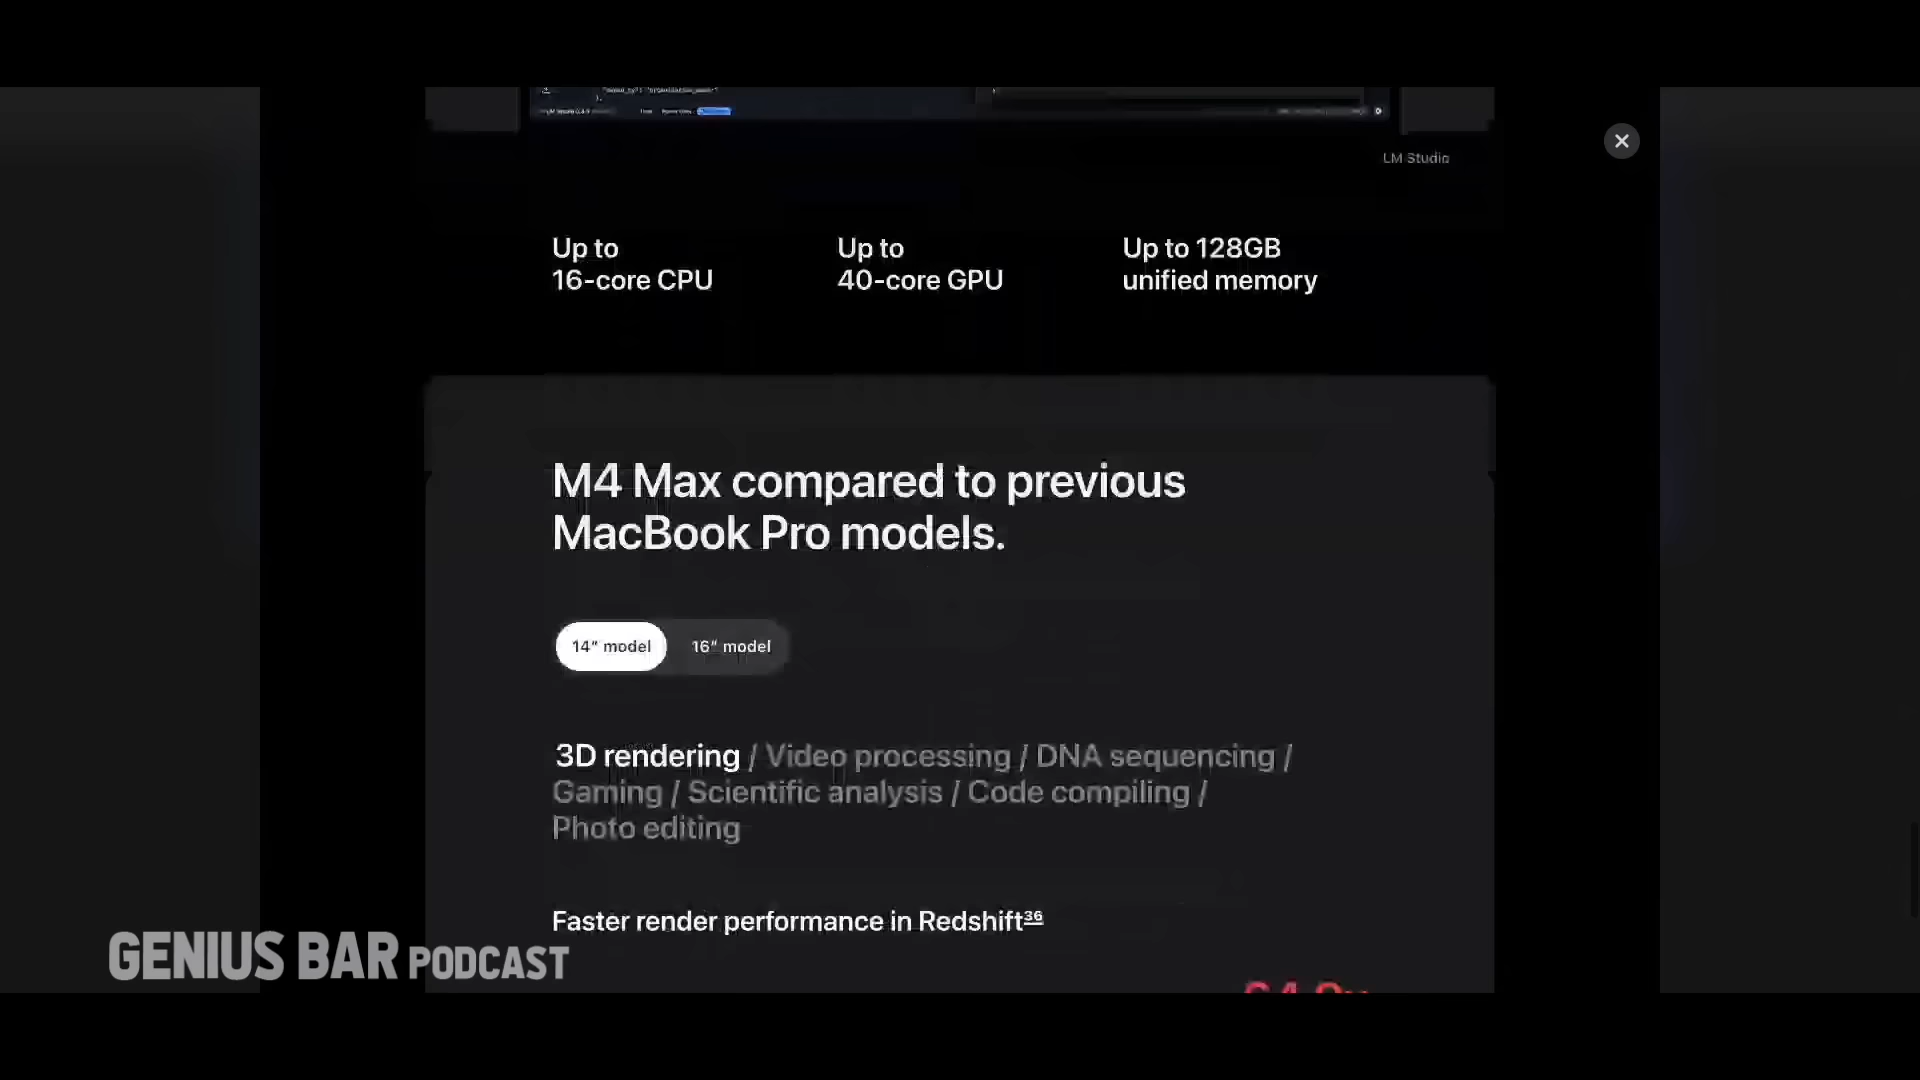 LM Studio
Up to
16-core CPU
Up to
40-core GPU
Up to 128GB
unified memory
M4 Max compared to previous
MacBook Pro models.
14" model
16" model
3D rendering / Video processing / DNA sequencing /
Gaming / Scientific analysis / Code compiling /
Photo editing
Faster render performance in Redshift³⁶
GENIUS BAR PODCAST